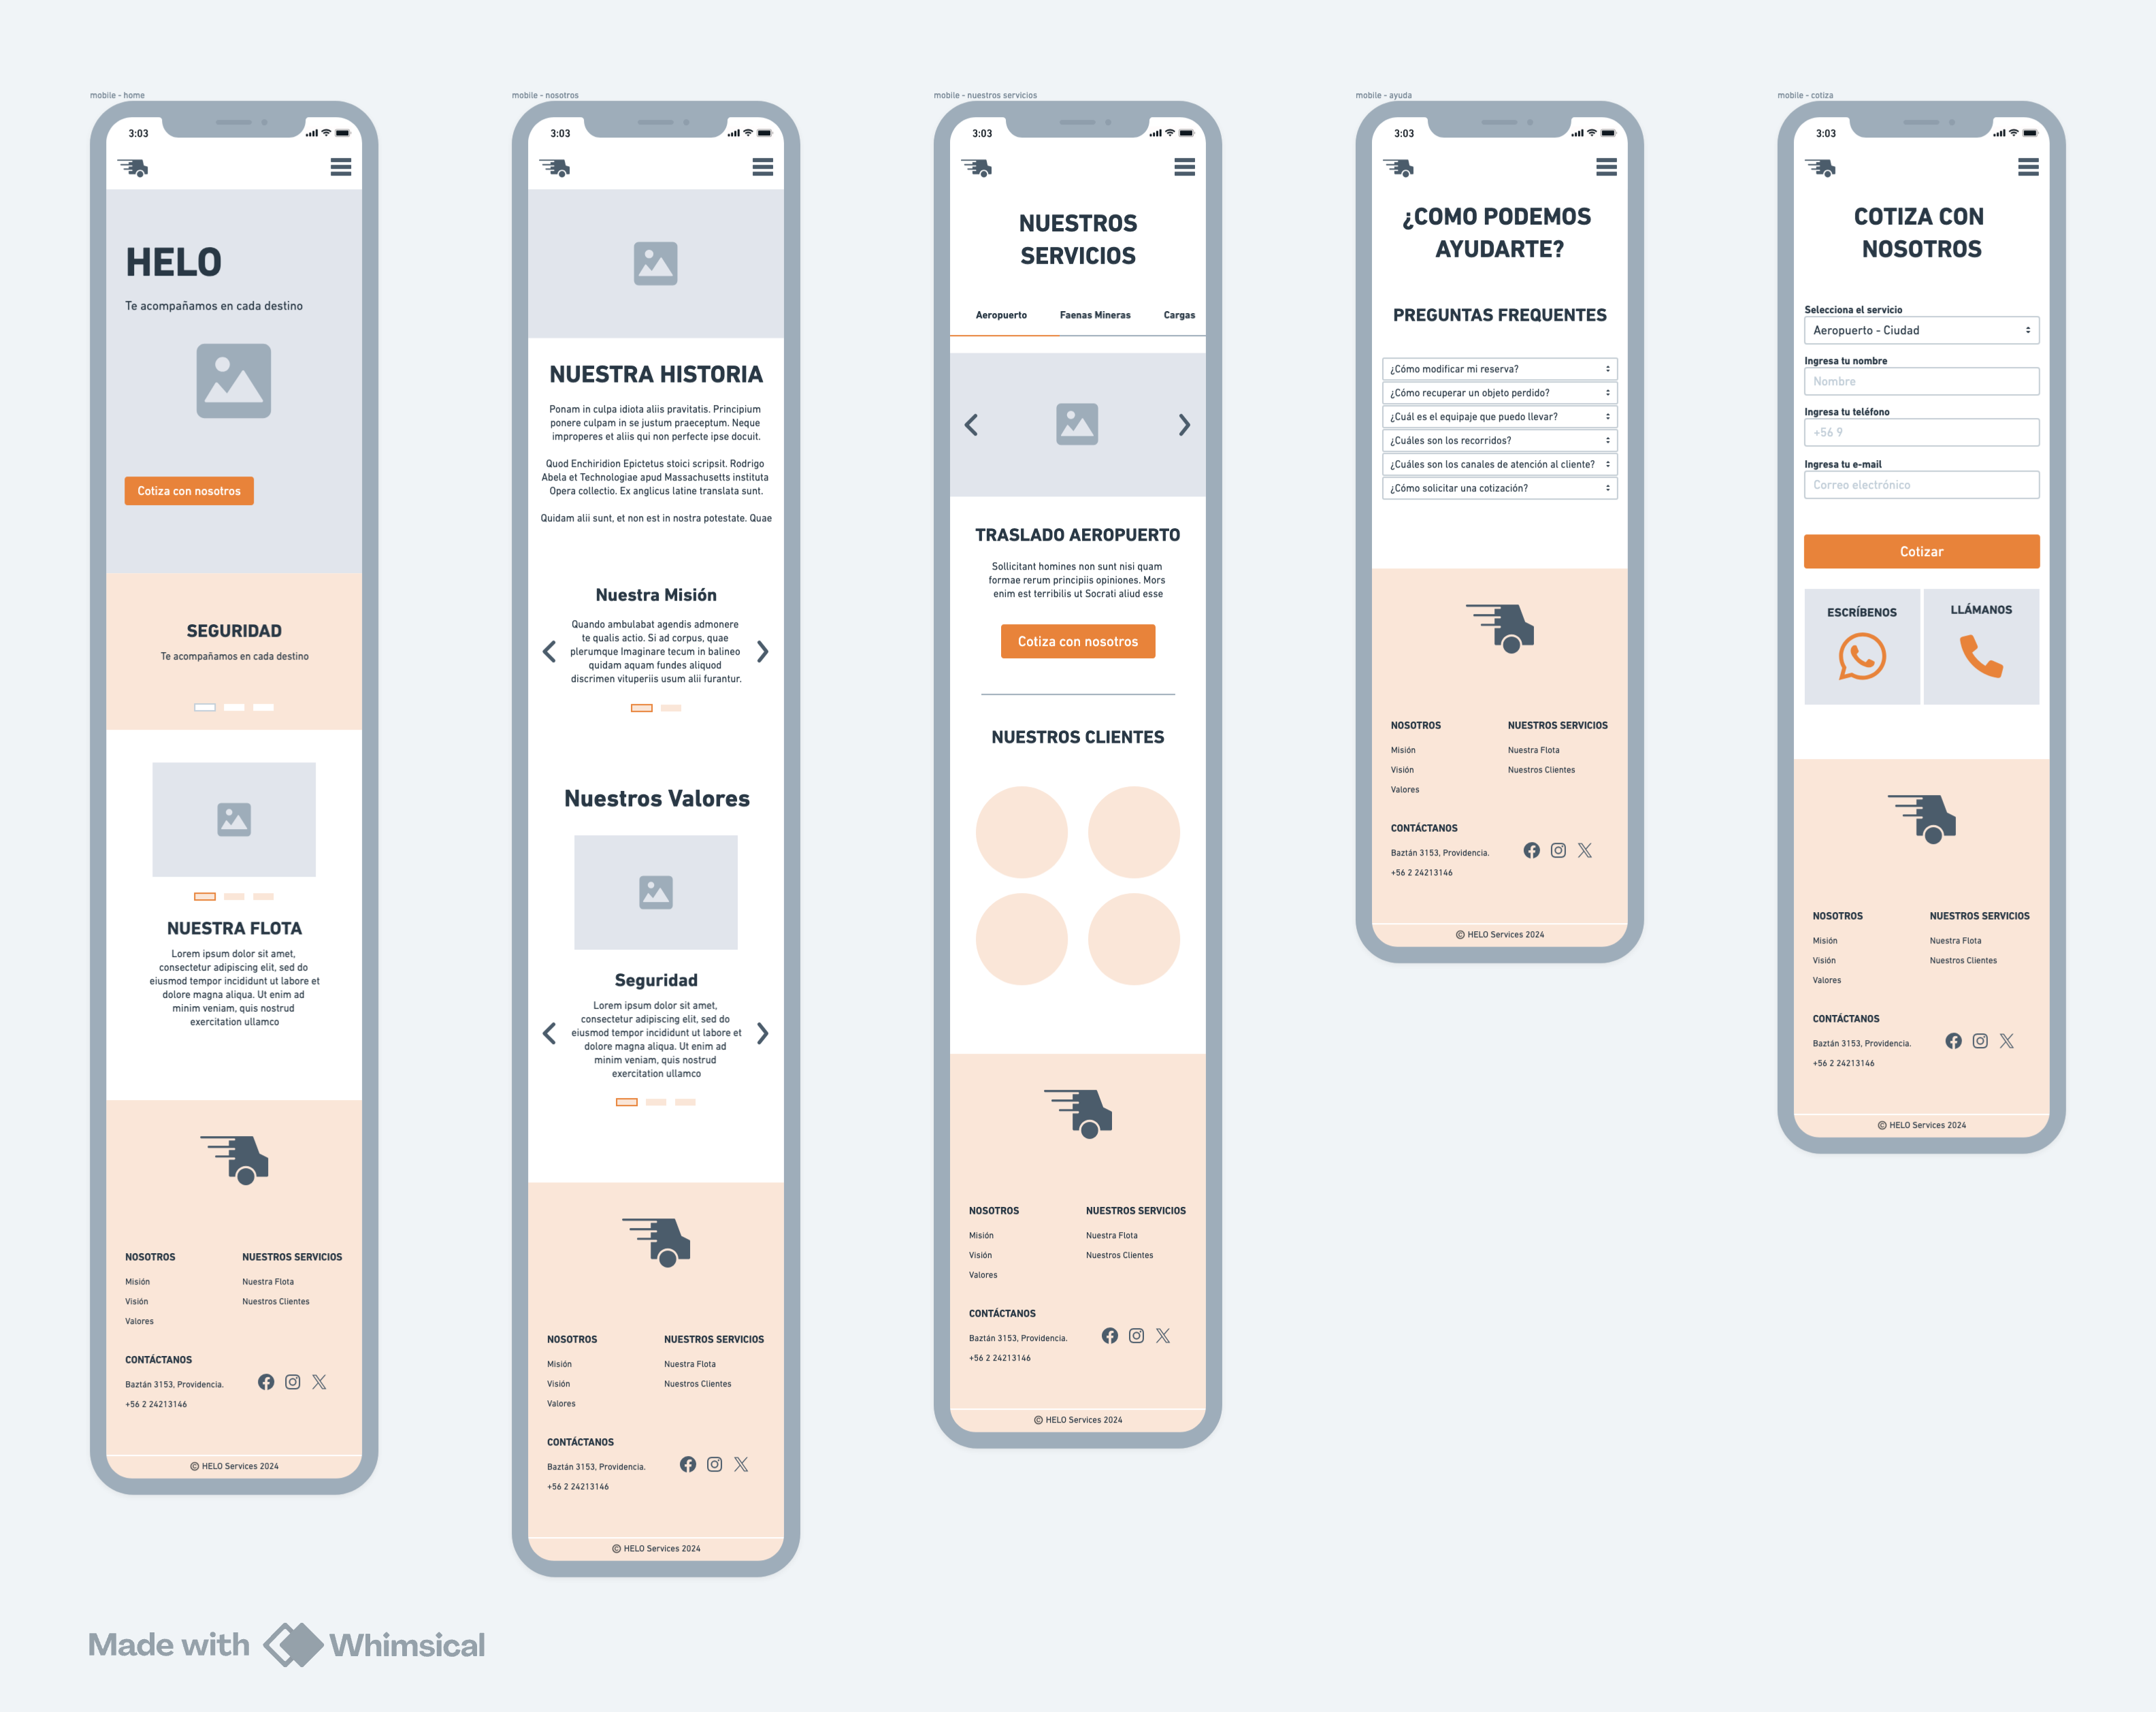 mobile - home
3:03
HELO
Te acompañamos en cada destino
Cotiza con nosotros
SEGURIDAD
Te acompañamos en cada destino
NUESTRA FLOTA
Lorem ipsum dolor sit amet,
consectetur adipiscing elit, sed do
eiusmod tempor incididunt ut labore et
dolore magna aliqua. Ut enim ad
minim veniam, quis nostrud
exercitation ullamco
NOSOTROS
Misión
Visión
Valores
NUESTROS SERVICIOS
Nuestra Flota
Nuestros Clientes
CONTÁCTANOS
Baztán 3153, Providencia.
+56 2 24213146
© HELO Services 2024
mobile - nosotros
3:03
NUESTRA HISTORIA
Ponam in culpa idiota aliis pravitatis. Principium
ponere culpam in se justum praeceptum. Neque
improperes et aliis qui non perfecte ipse docuit.
Quod Enchiridion Epictetus stoici scripsit. Rodrigo
Abela et Technologiae apud Massachusetts instituta
Opera collectio. Ex anglicus latine translata sunt.
Quidam alii sunt, et non est in nostra potestate. Quae
Nuestra Misión
Quando ambulabat agendis admonere
te qualis actio. Si ad corpus, quae
plerumque Imaginare tecum in balineo
quidam aquam fundes aliquod
discrimen vituperiis usum alii furantur.
Nuestros Valores
Seguridad
Lorem ipsum dolor sit amet,
consectetur adipiscing elit, sed do
eiusmod tempor incididunt ut labore et
dolore magna aliqua. Ut enim ad
minim veniam, quis nostrud
exercitation ullamco
NOSOTROS
Misión
Visión
Valores
NUESTROS SERVICIOS
Nuestra Flota
Nuestros Clientes
CONTÁCTANOS
Baztán 3153, Providencia.
+56 2 24213146
© HELO Services 2024
mobile - nuestros servicios
3:03
NUESTROS
SERVICIOS
Aeropuerto Faenas Mineras Cargas
TRASLADO AEROPUERTO
Sollicitant homines non sunt nisi quam
formae rerum principiis opiniones. Mors
enim est terribilis ut Socrati aliud esse
Cotiza con nosotros
NUESTROS CLIENTES
NOSOTROS
Misión
Visión
Valores
NUESTROS SERVICIOS
Nuestra Flota
Nuestros Clientes
CONTÁCTANOS
Baztán 3153, Providencia.
+56 2 24213146
© HELO Services 2024
mobile - ayuda
3:03
¿COMO PODEMOS
AYUDARTE?
PREGUNTAS FREQUENTES
¿Cómo modificar mi reserva?
¿Cómo recuperar un objeto perdido?
¿Cuál es el equipaje que puedo llevar?
¿Cuáles son los recorridos?
¿Cuáles son los canales de atención al cliente?
¿Cómo solicitar una cotización?
NOSOTROS
Misión
Visión
Valores
NUESTROS SERVICIOS
Nuestra Flota
Nuestros Clientes
CONTÁCTANOS
Baztán 3153, Providencia.
+56 2 24213146
© HELO Services 2024
mobile - cotiza
3:03
COTIZA CON
NOSOTROS
Selecciona el servicio
Aeropuerto - Ciudad
Ingresa tu nombre
Nombre
Ingresa tu teléfono
+56 9
Ingresa tu e-mail
Correo electrónico
Cotizar
ESCRÍBENOS
LLÁMANOS
NOSOTROS
Misión
Visión
Valores
NUESTROS SERVICIOS
Nuestra Flota
Nuestros Clientes
CONTÁCTANOS
Baztán 3153, Providencia.
+56 2 24213146
© HELO Services 2024
Made with Whimsical